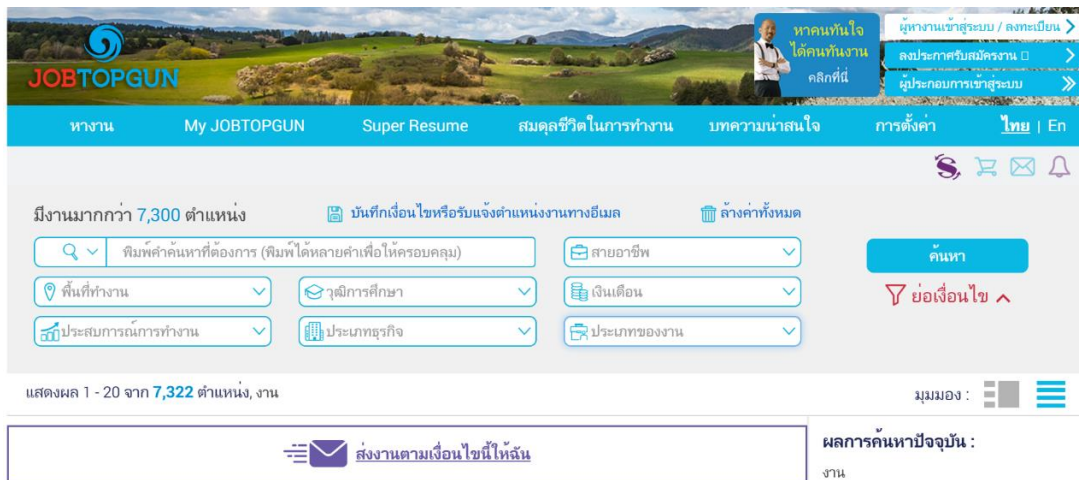 JOBTOPGUN
หาคนทันใจ
ได้คนทันงาน
คลิกที่นี่
ผู้หางานเข้าสู่ระบบ / ลงทะเบียน
ลงประกาศรับสมัครงาน
ผู้ประกอบการเข้าสู่ระบบ
หางาน My JOBTOPGUN Super Resume สมดุลชีวิตในการทำงาน บทความน่าสนใจ การตั้งค่า ไทย | En
มีงานมากกว่า 7,300 ตำแหน่ง บันทึกเงื่อนไขหรือรับแจ้งตำแหน่งงานทางอีเมล ล้างค่าทั้งหมด
พิมพ์คำค้นหาที่ต้องการ (พิมพ์ได้หลายคำเพื่อให้ครอบคลุม) สายอาชีพ ค้นหา
พื้นที่ทำงาน วุฒิการศึกษา เงินเดือน ย่อเงื่อนไข
ประสบการณ์การทำงาน ประเภทธุรกิจ ประเภทของงาน
แสดงผล 1 - 20 จาก 7,322 ตำแหน่ง, งาน มุมมอง :
ส่งงานตามเงื่อนไขนี้ให้ฉัน ผลการค้นหาปัจจุบัน :
งาน